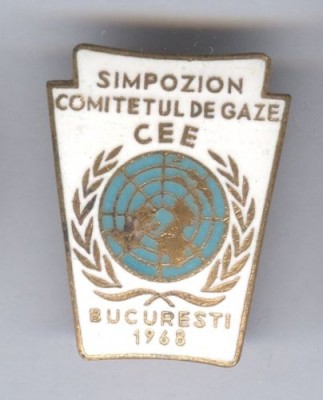 SIMPOZION
COMITETUL DE GAZE
CEE
BUCURESTI
1968